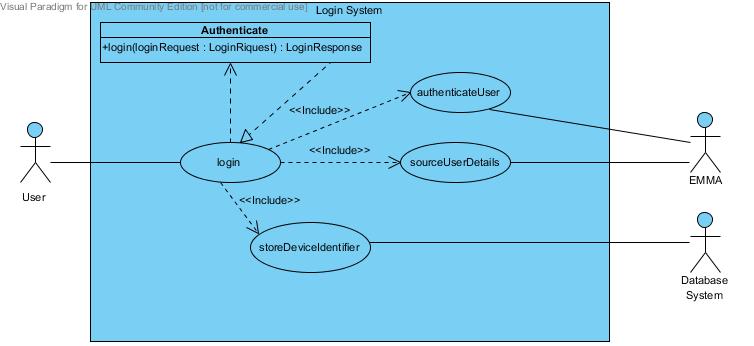 Visual Paradigm for UML Community Edition [not for commercial use]
Login System
Authenticate
+login(loginRequest : LoginRiquest) : LoginResponse
<<Include>>
authenticateUser
<<Include>>
login
sourceUserDetails
EMMA
User
<<Include>>
storeDeviceIdentifier
Database
System